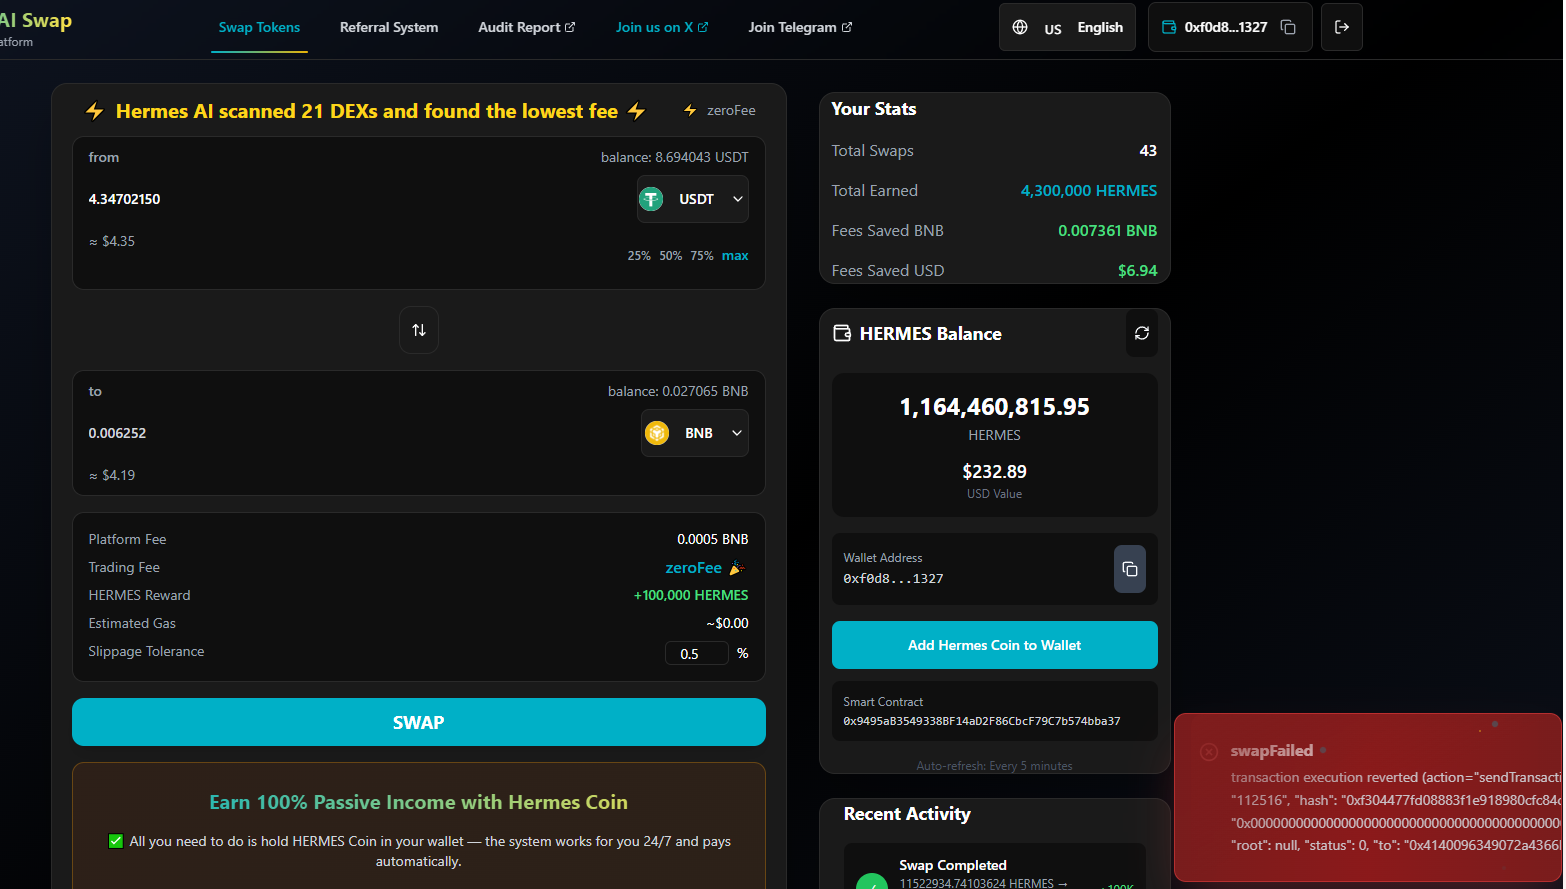 AI Swap
atform
Swap Tokens
Referral System
Audit Report
Join us on X
Join Telegram
US English
0xf0d8...1327
⚡ Hermes AI scanned 21 DEXs and found the lowest fee ⚡
⚡ zeroFee
from
balance: 8.694043 USDT
4.34702150
USDT
≈ $4.35
25% 50% 75% max
to
balance: 0.027065 BNB
0.006252
BNB
≈ $4.19
Platform Fee
0.0005 BNB
Trading Fee
zeroFee 🎉
HERMES Reward
+100,000 HERMES
Estimated Gas
~$0.00
Slippage Tolerance
0.5 %
SWAP
Earn 100% Passive Income with Hermes Coin
✅ All you need to do is hold HERMES Coin in your wallet — the system works for you 24/7 and pays
automatically.
Your Stats
Total Swaps
43
Total Earned
4,300,000 HERMES
Fees Saved BNB
0.007361 BNB
Fees Saved USD
$6.94
HERMES Balance
1,164,460,815.95
HERMES
$232.89
USD Value
Wallet Address
0xf0d8...1327
Add Hermes Coin to Wallet
Smart Contract
0x9495aB3549338BF14aD2F86CbcF79C7b574bba37
Auto-refresh: Every 5 minutes
Recent Activity
Swap Completed
11522934.74103624 HERMES →
+100K
swapFailed
transaction execution reverted (action="sendTransacti
"112516", "hash": "0xf304477fd08883f1e918980cfc84c
"0x00000000000000000000000000000000000000000
"root": null, "status": 0, "to": "0x4140096349072a4366